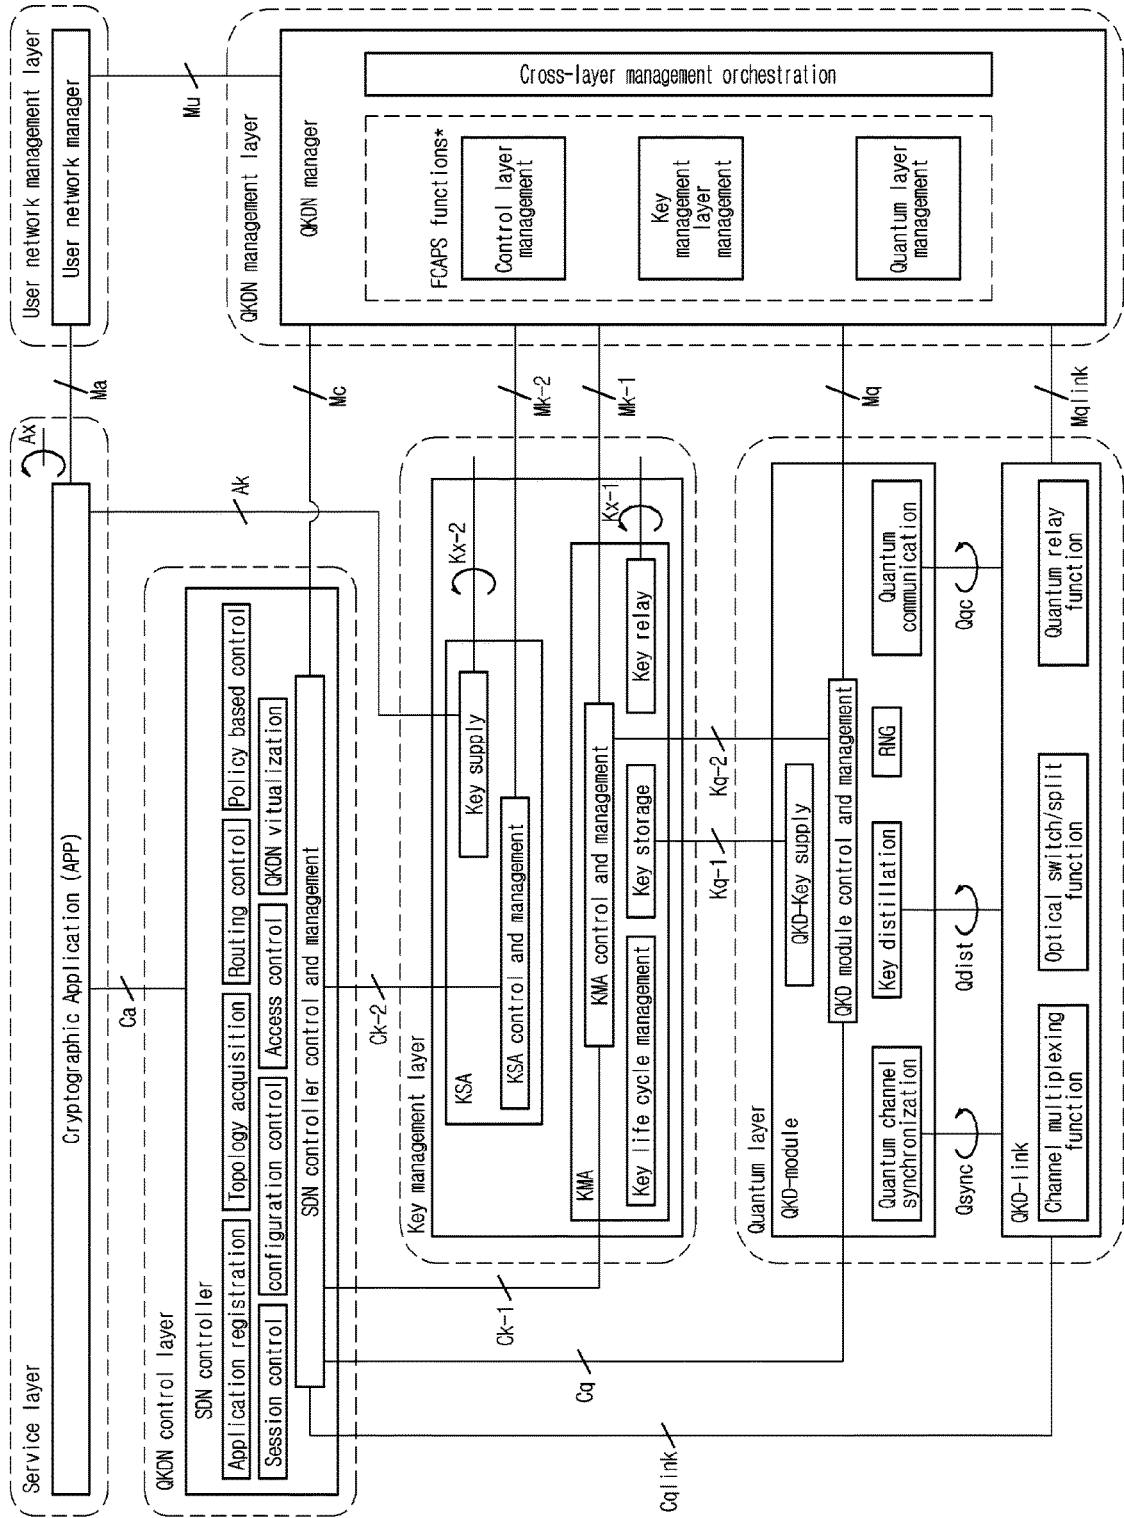 Service layer
Cryptographic Application (APP)
Ax
Ma
User network management layer
User network manager
Mu
Ca
Ak
QKDN control layer
SDN controller
Application registration
Topology acquisition
Routing control
Policy based control
Session control
configuration control
Access control
QKDN vitualization
SDN controller control and management
Mc
QKDN management layer
QKDN manager
FCAPS functions*
Control layer
management
Key
management
layer
management
Quantum layer
management
Cross-layer management orchestration
Ck-2
Ck-1
Cq
Cqlink
Key management layer
KSA
Key supply
KSA control and management
Kx-2
Mk-2
KMA
KMA control and management
Key life cycle management
Key storage
Key relay
Kx-1
Mk-1
Kq-1
Kq-2
Quantum layer
QKD-module
QKD-Key supply
QKD module control and management
Mq
Quantum channel
synchronization
Key distillation
RNG
Quantum
communication
Qsync
Qdist
Qqc
QKD-link
Channel multiplexing
function
Optical switch/split
function
Quantum relay
function
Mqlink